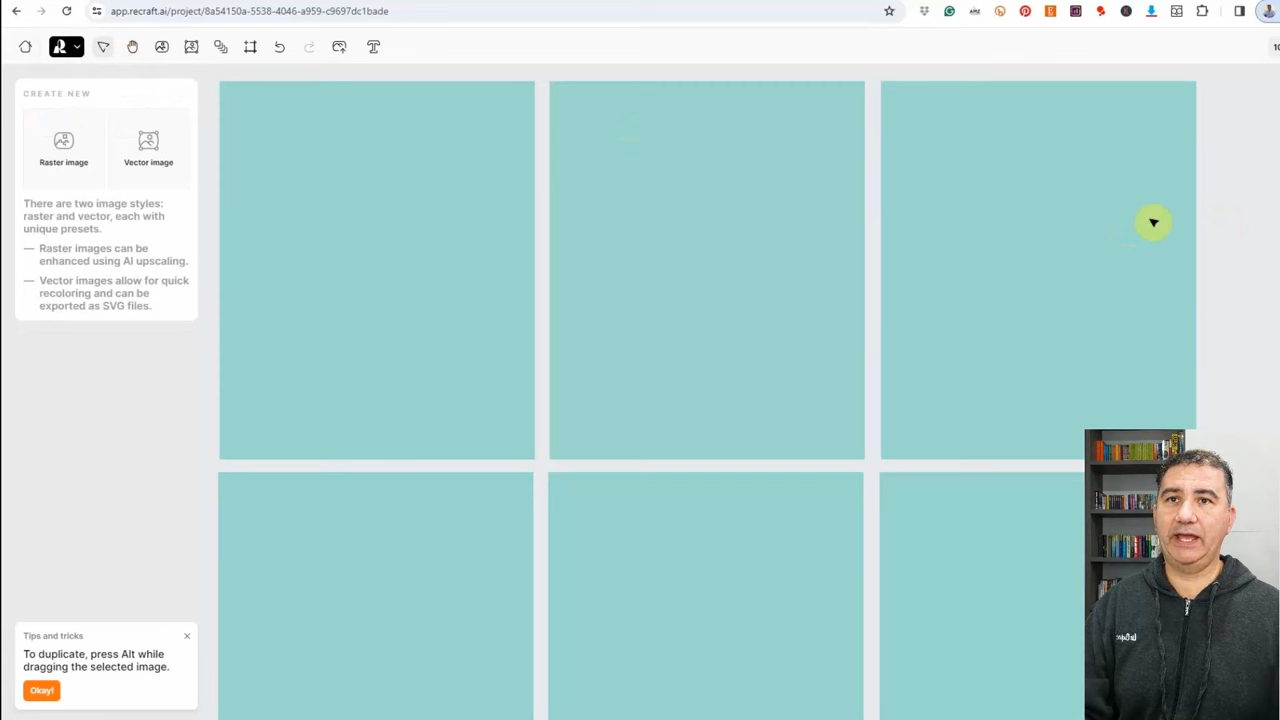 app.recraft.ai/project/8a54150a-5538-4046-a959-c9697dc1bade
10
CREATE NEW
Raster image
Vector image
There are two image styles:
raster and vector, each with
unique presets.
— Raster images can be
enhanced using AI upscaling.
— Vector images allow for quick
recoloring and can be
exported as SVG files.
Tips and tricks
To duplicate, press Alt while
dragging the selected image.
Okay!